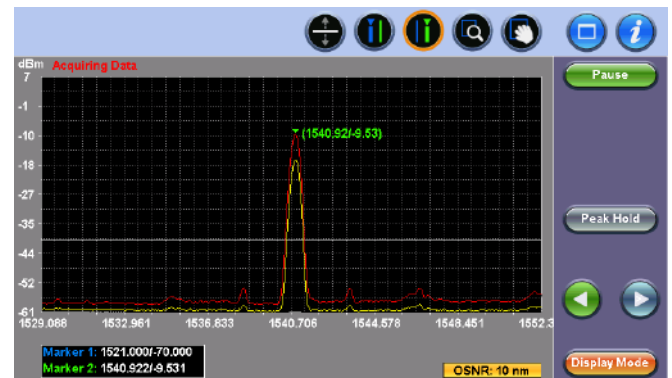 dBm Acquiring Data
7
Pause
-1
-10
(1540.92/-9.53)
-18
-27
-35
Peak Hold
-44
-52
-61
1529.088 1532.961 1536.833 1540.706 1544.578 1548.451 1552.3
Marker 1: 1521.000/-70.000
Marker 2: 1540.922/-9.531
OSNR: 10 nm
Display Mode